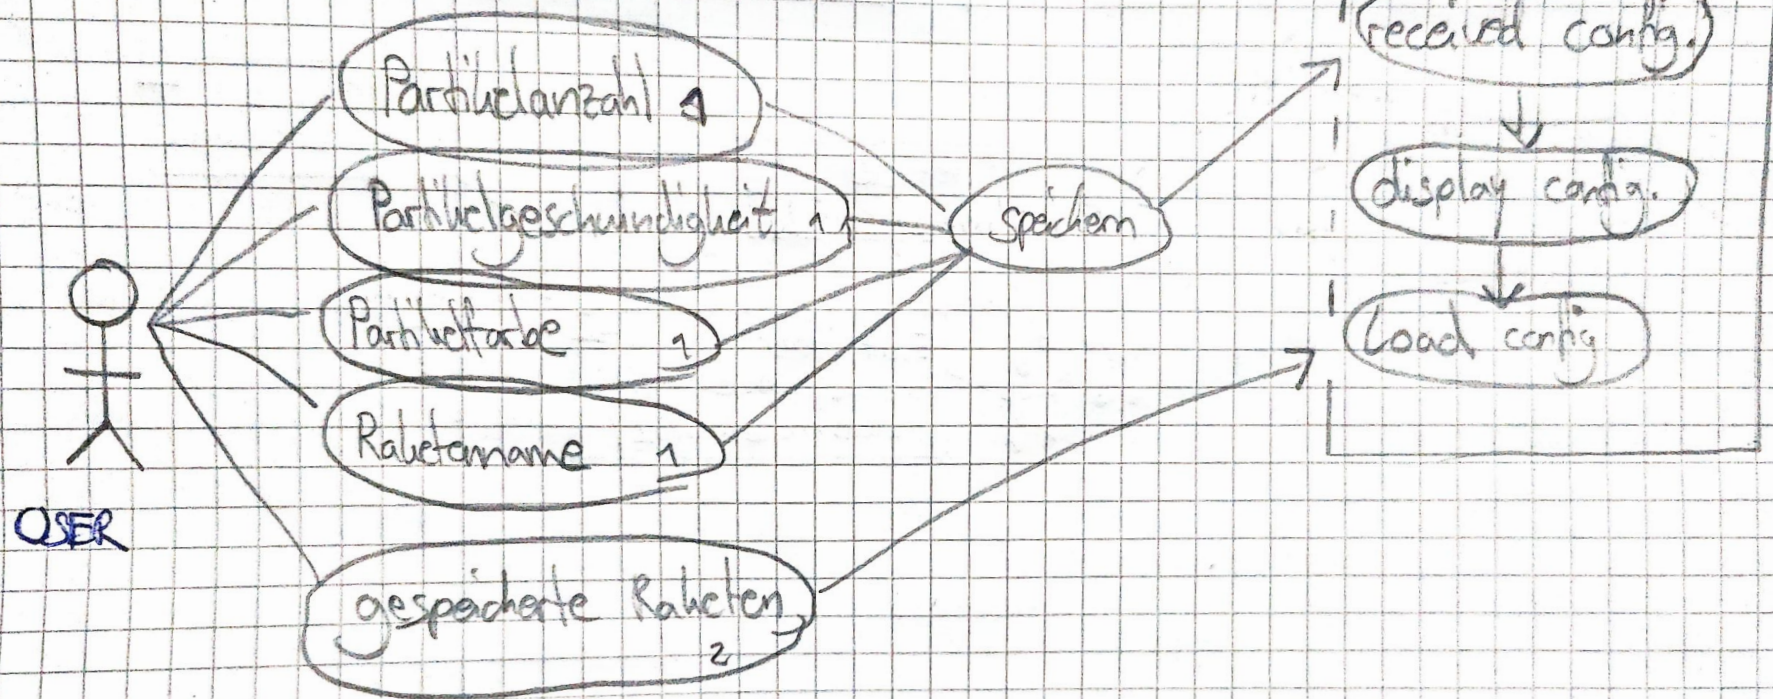 received config.
Partikelanzahl 1
Partikelgeschwindigkeit 1
speichern
display config.
Partikelfarbe 1
Load config
Raketenname 1
USER
gespeicherte Raketen
2